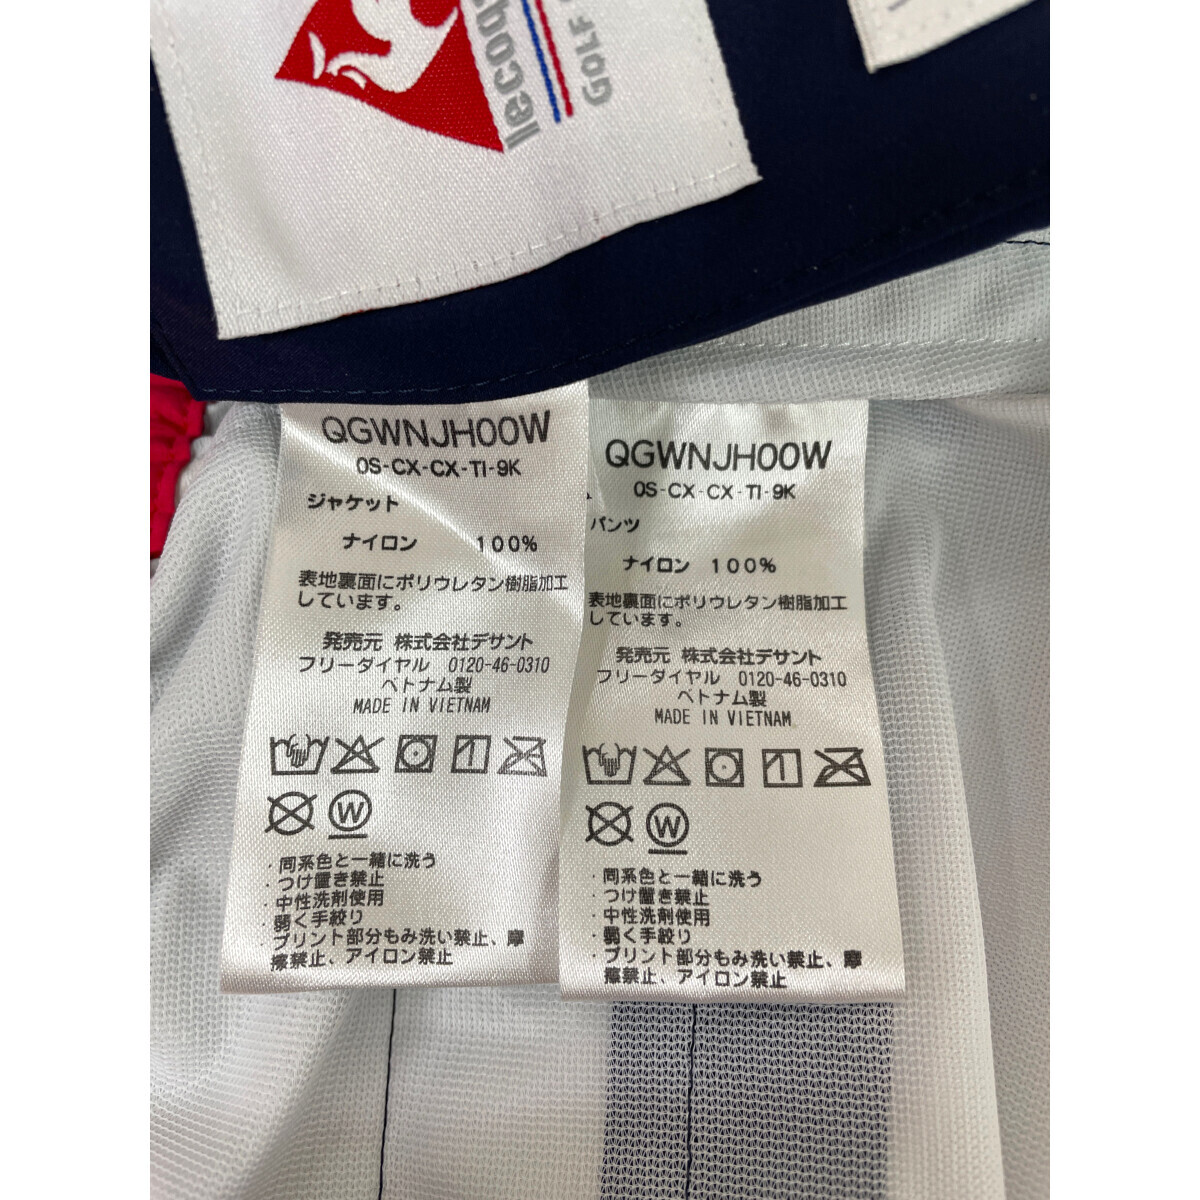 lecoq
GOLF
QGWNJH00W
OS-CX-CX-TI-9K
ジャケット
ナイロン 100%
表地裏面にポリウレタン樹脂加工
しています。
発売元 株式会社デサント
フリーダイヤル 0120-46-0310
ベトナム製
MADE IN VIETNAM
W
・同系色と一緒に洗う
・つけ置き禁止
・中性洗剤使用
・弱く手絞り
・プリント部分もみ洗い禁止、摩
擦禁止、アイロン禁止
QGWNJH00W
OS-CX-CX-TI-9K
パンツ
ナイロン 100%
表地裏面にポリウレタン樹脂加工
しています。
発売元 株式会社デサント
フリーダイヤル 0120-46-0310
ベトナム製
MADE IN VIETNAM
W
・同系色と一緒に洗う
・つけ置き禁止
・中性洗剤使用
・弱く手絞り
・プリント部分もみ洗い禁止、摩
擦禁止、アイロン禁止